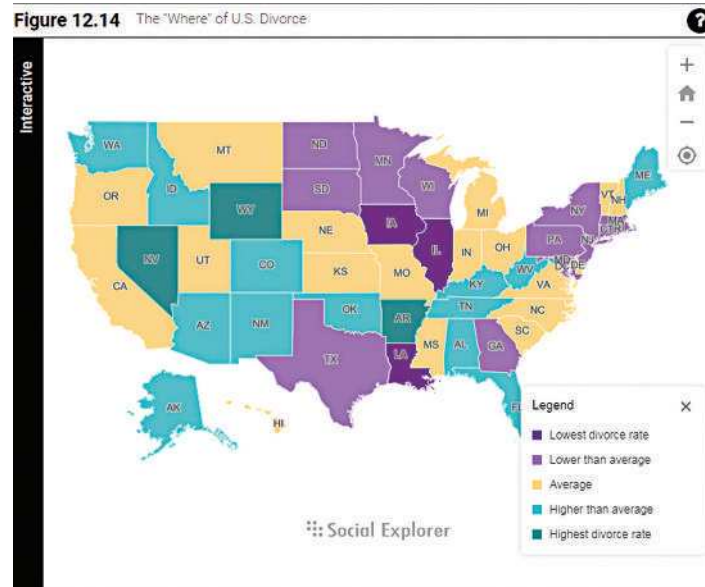 Figure 12.14 The "Where" of U.S. Divorce
?
Interactive
+
−
WA
MT
ND
MN
ME
OR
ID
SD
WI
VT
NH
WY
MI
NY
MA
CT
RI
IA
NE
PA
NJ
NV
UT
CO
IL
IN
OH
MD
DC
DE
CA
KS
MO
WV
VA
KY
AZ
NM
OK
TN
NC
AR
SC
TX
LA
MS
AL
GA
AK
HI
FL
Legend ×
Lowest divorce rate
Lower than average
Average
Higher than average
Highest divorce rate
Social Explorer